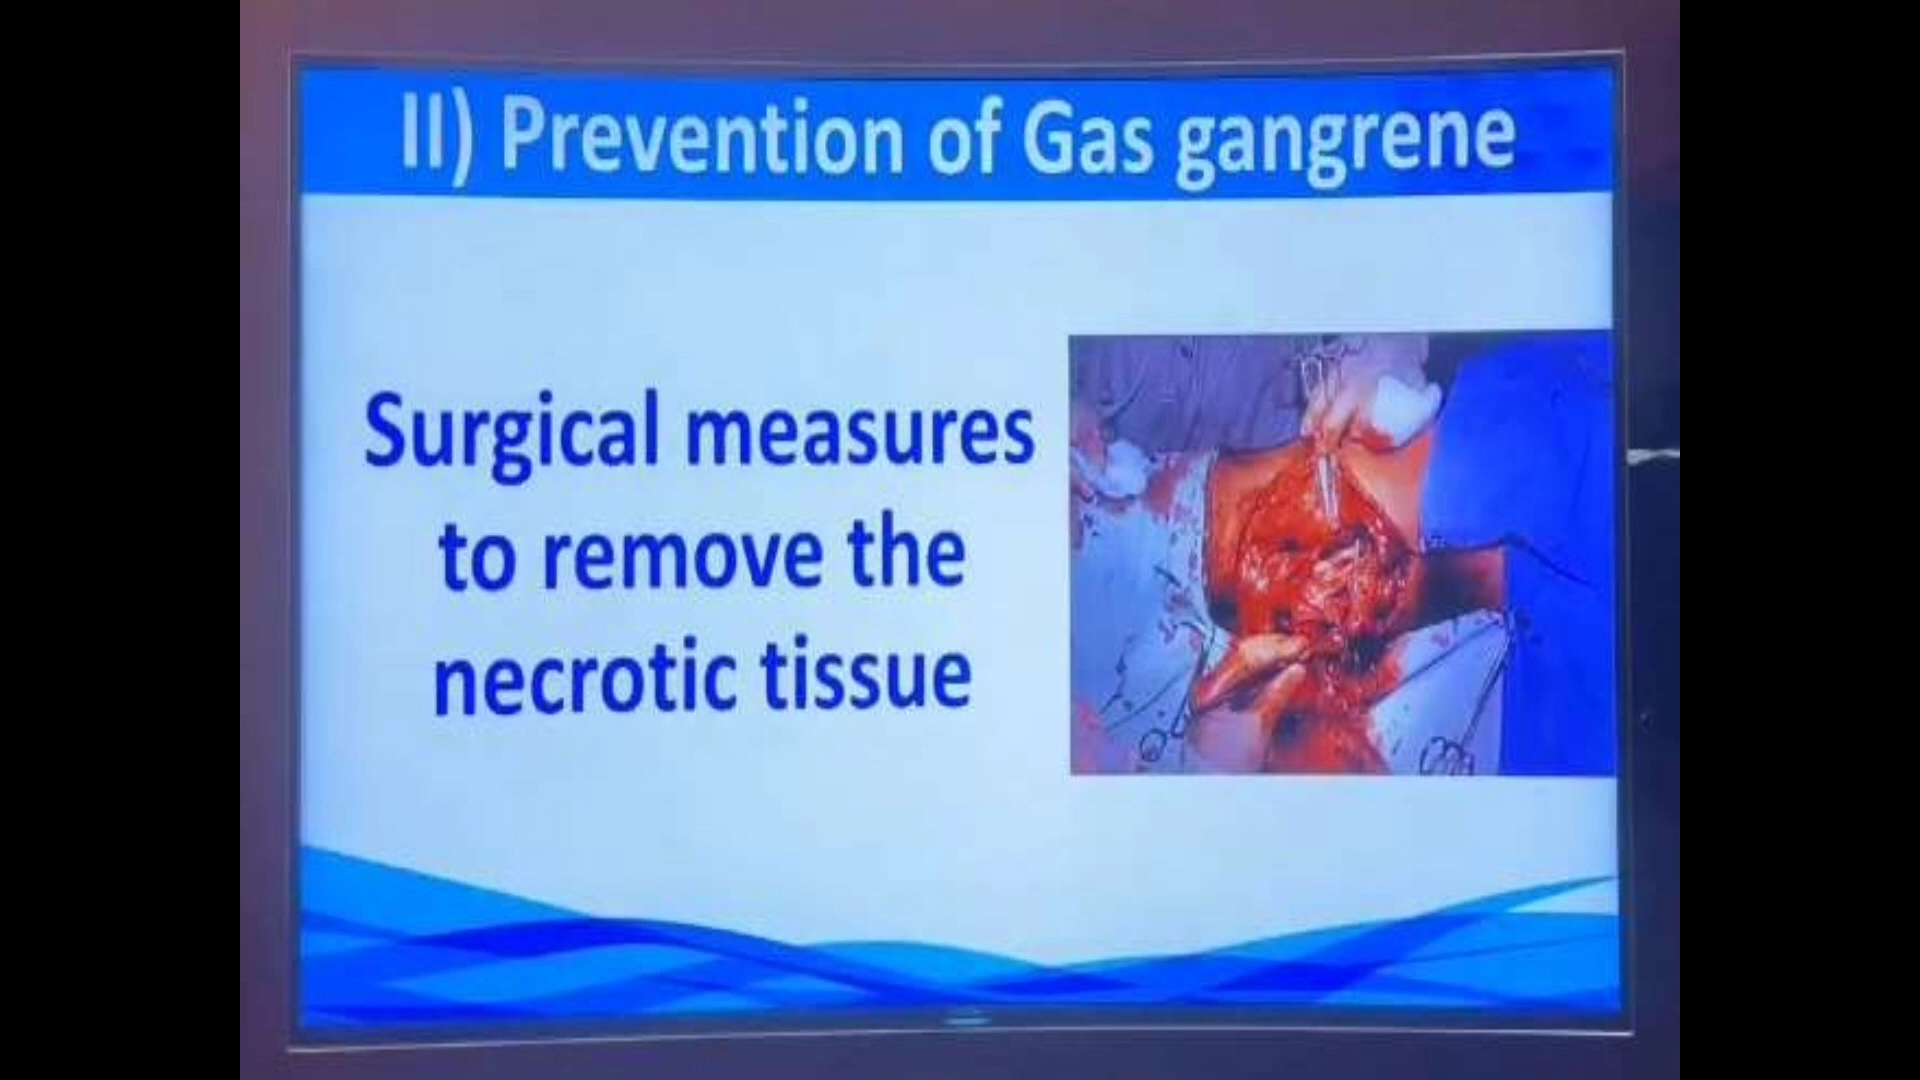 II) Prevention of Gas gangrene
Surgical measures
to remove the
necrotic tissue